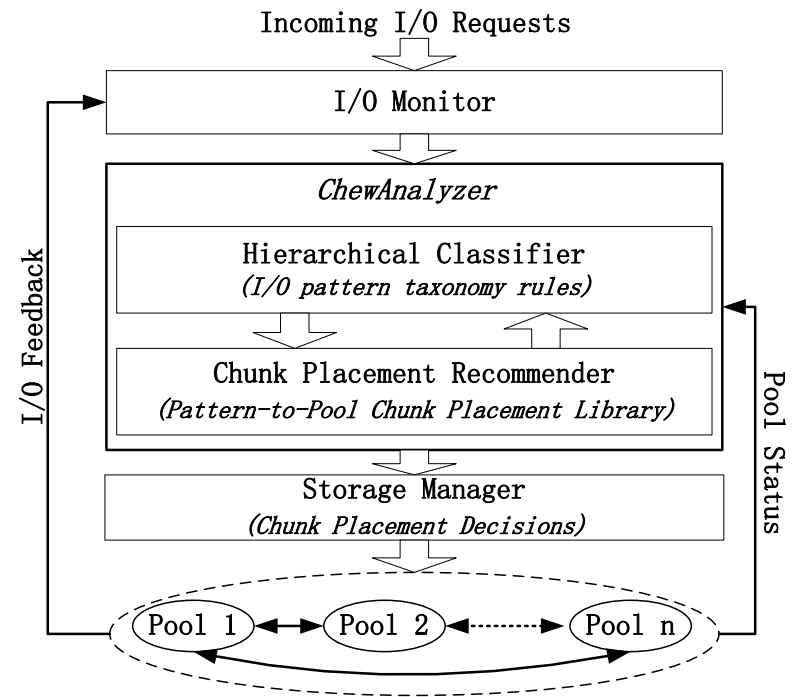 Incoming I/O Requests
I/O Monitor
ChewAnalyzer
Hierarchical Classifier
(I/O pattern taxonomy rules)
Chunk Placement Recommender
(Pattern-to-Pool Chunk Placement Library)
Storage Manager
(Chunk Placement Decisions)
Pool 1
Pool 2
Pool n
I/O Feedback
Pool Status